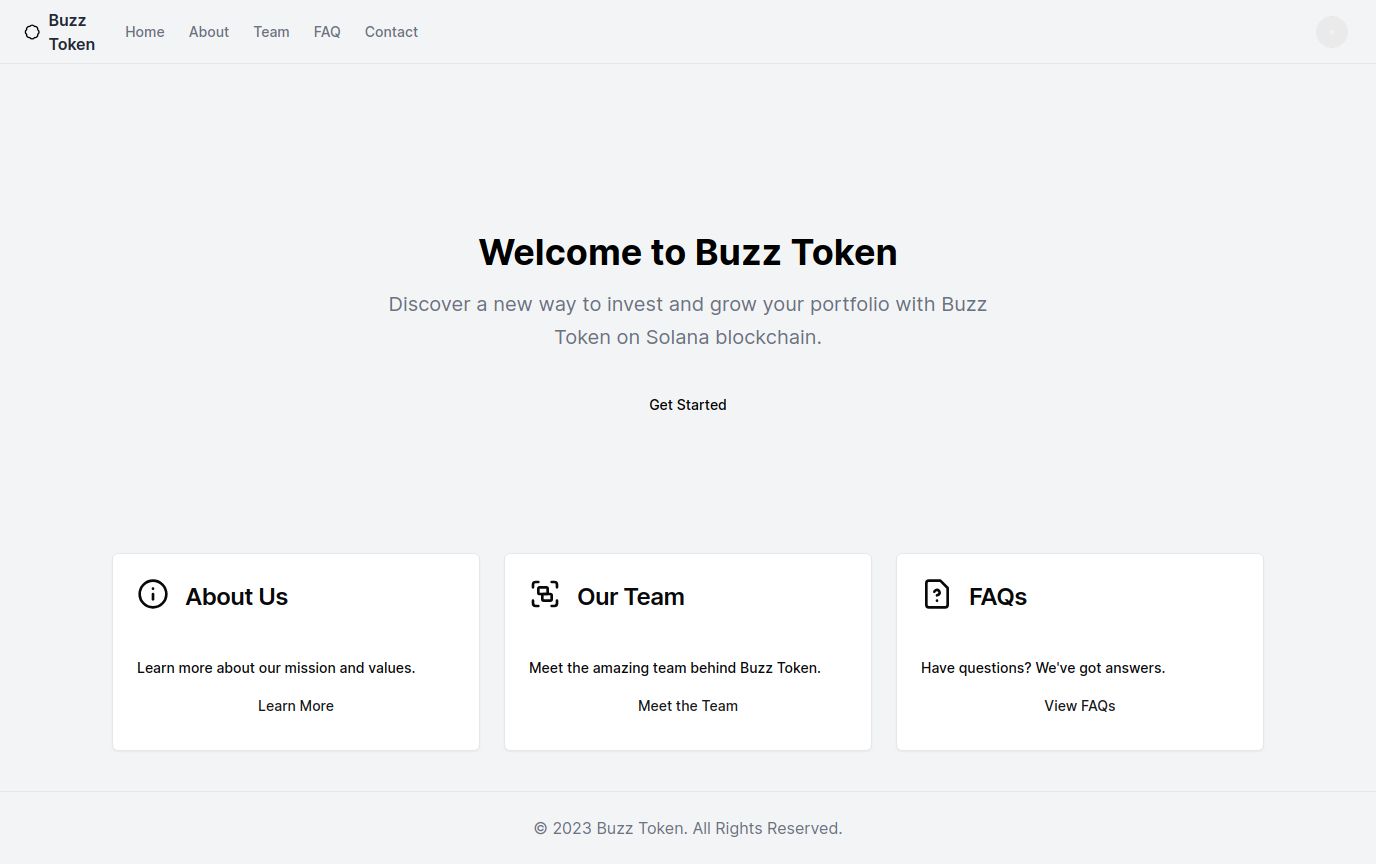 Buzz
Token
Home About Team FAQ Contact
Welcome to Buzz Token
Discover a new way to invest and grow your portfolio with Buzz
Token on Solana blockchain.
Get Started
About Us
Learn more about our mission and values.
Learn More
Our Team
Meet the amazing team behind Buzz Token.
Meet the Team
FAQs
Have questions? We've got answers.
View FAQs
© 2023 Buzz Token. All Rights Reserved.